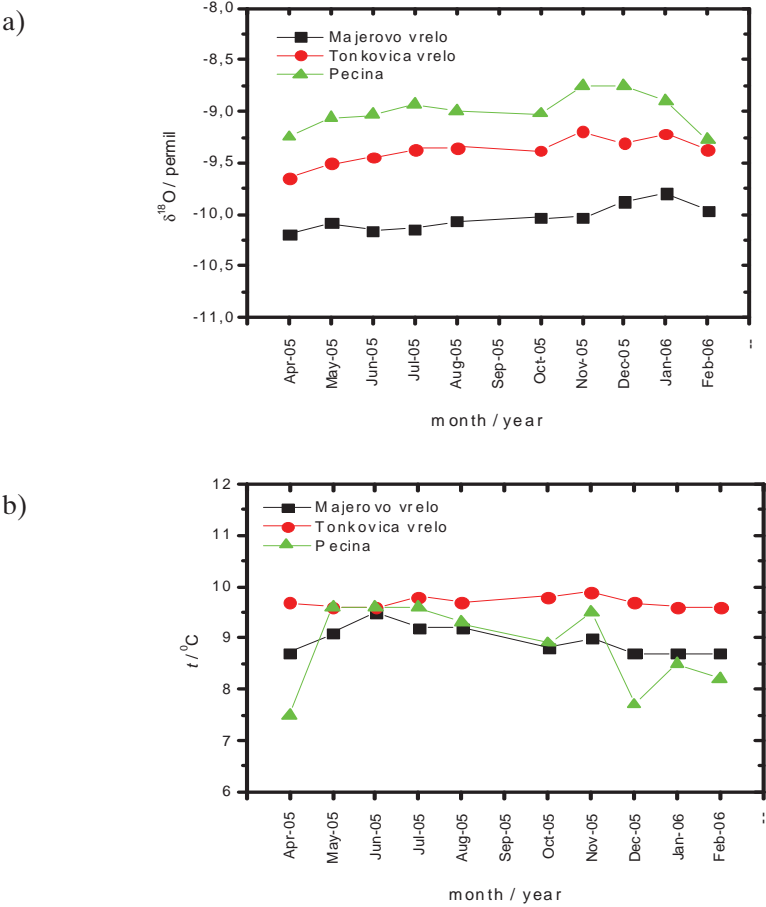 a)
-8,0
-8,5
-9,0
-9,5
-10,0
-10,5
-11,0
δ18O / permil
Majerovo vrelo
Tonkovica vrelo
Pecina
Apr-05
May-05
Jun-05
Jul-05
Aug-05
Sep-05
Oct-05
Nov-05
Dec-05
Jan-06
Feb-06
--
month / year
b)
12
11
10
9
8
7
6
t / 0C
Majerovo vrelo
Tonkovica vrelo
Pecina
Apr-05
May-05
Jun-05
Jul-05
Aug-05
Sep-05
Oct-05
Nov-05
Dec-05
Jan-06
Feb-06
--
month / year